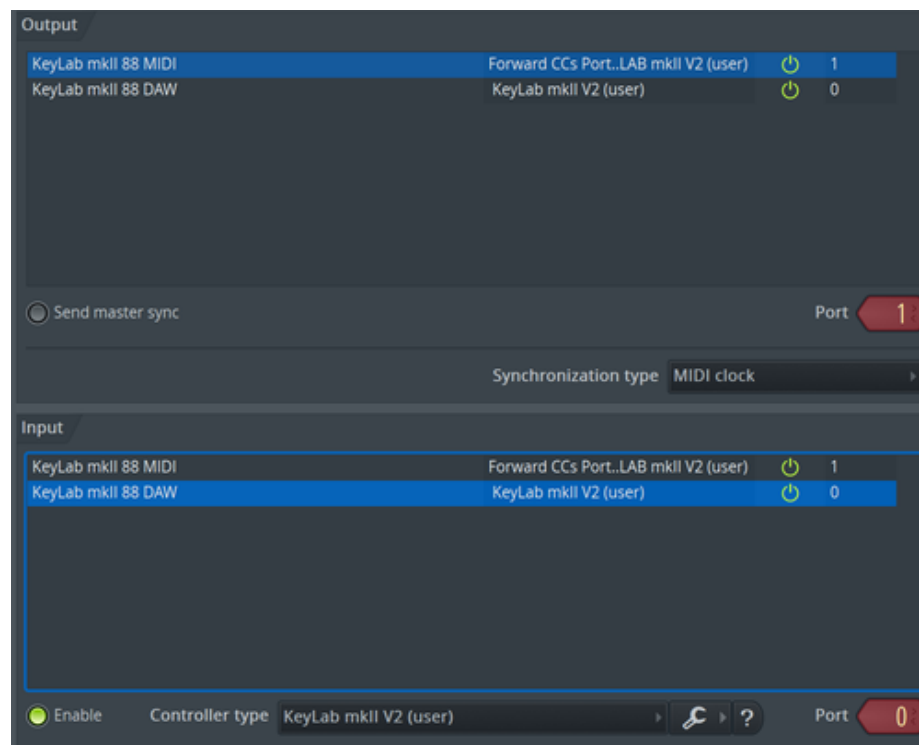 Output
KeyLab mkII 88 MIDI Forward CCs Port..LAB mkII V2 (user) 1
KeyLab mkII 88 DAW KeyLab mkII V2 (user) 0
Send master sync Port 1
Synchronization type MIDI clock
Input
KeyLab mkII 88 MIDI Forward CCs Port..LAB mkII V2 (user) 1
KeyLab mkII 88 DAW KeyLab mkII V2 (user) 0
Enable Controller type KeyLab mkII V2 (user) ? Port 0